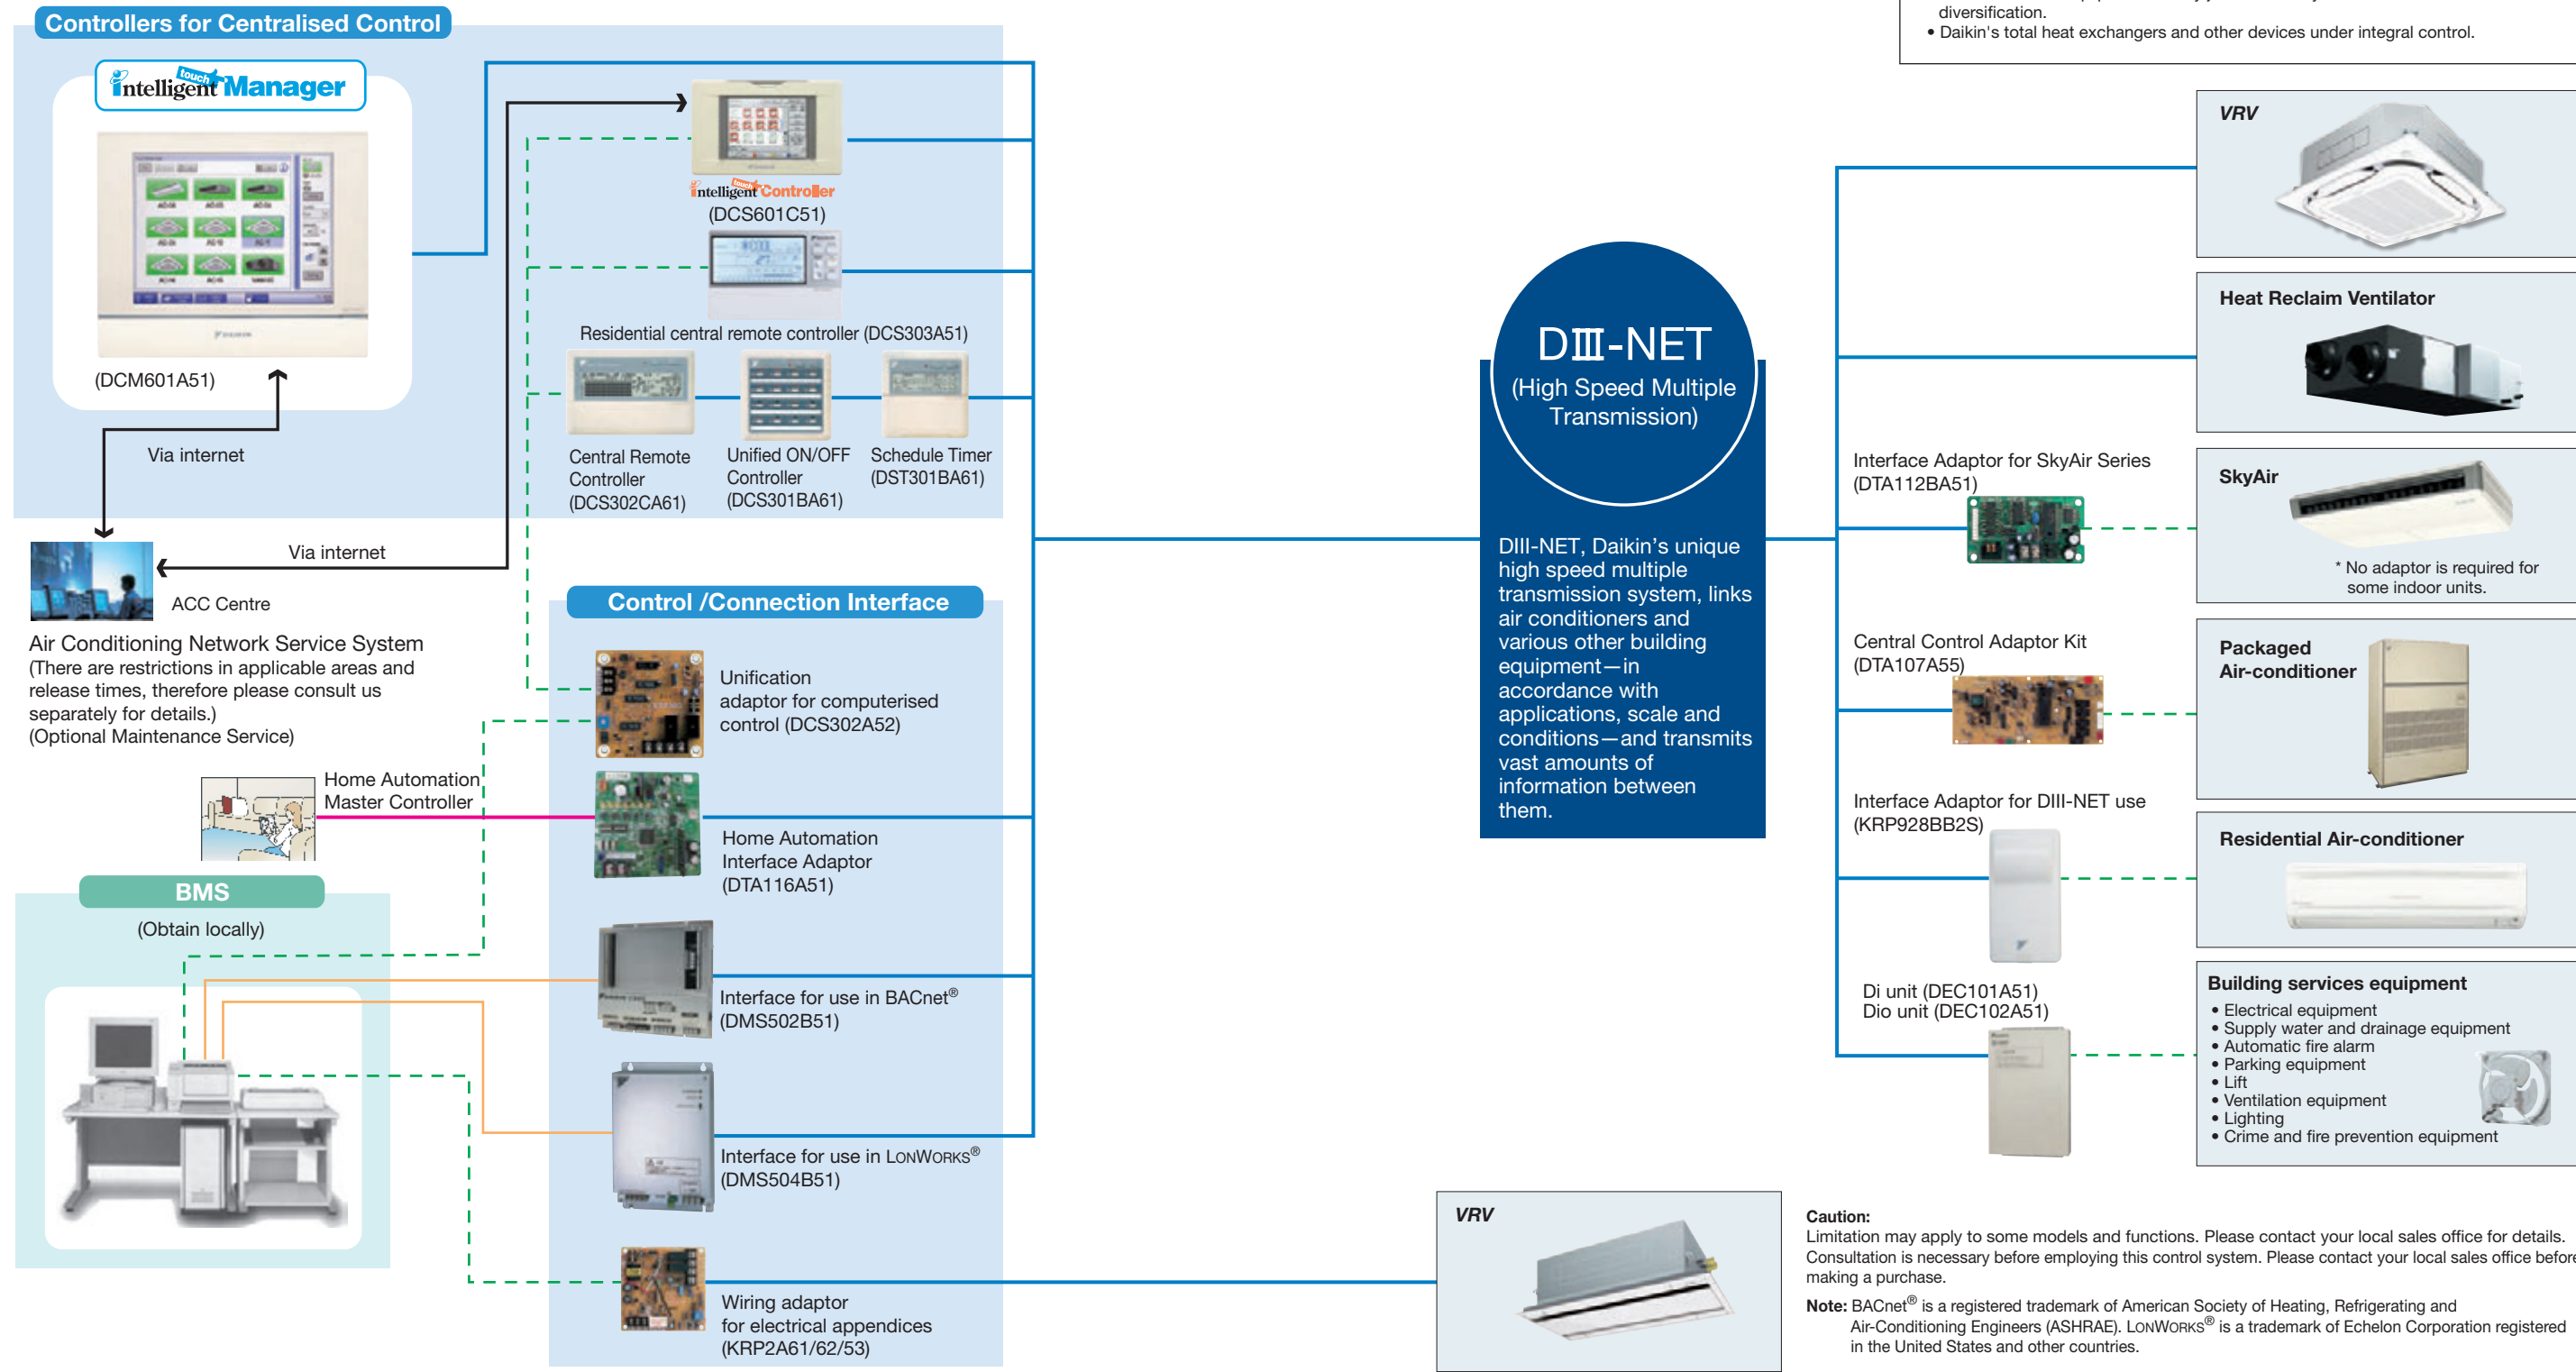 Controllers for Centralised Control
intelligent touch Manager
(DCM601A51)
Via internet
intelligent touch Controller
(DCS601C51)
Residential central remote controller (DCS303A51)
Central Remote
Controller
(DCS302CA61)
Unified ON/OFF
Controller
(DCS301BA61)
Schedule Timer
(DST301BA61)
Via internet
ACC Centre
Air Conditioning Network Service System
(There are restrictions in applicable areas and
release times, therefore please consult us
separately for details.)
(Optional Maintenance Service)
Control /Connection Interface
Unification
adaptor for computerised
control (DCS302A52)
Home Automation
Master Controller
Home Automation
Interface Adaptor
(DTA116A51)
BMS
(Obtain locally)
Interface for use in BACnet®
(DMS502B51)
Interface for use in LONWORKS®
(DMS504B51)
Wiring adaptor
for electrical appendices
(KRP2A61/62/53)
DIII-NET
(High Speed Multiple
Transmission)
DIII-NET, Daikin's unique
high speed multiple
transmission system, links
air conditioners and
various other building
equipment—in
accordance with
applications, scale and
conditions—and transmits
vast amounts of
information between
them.
diversification.
• Daikin's total heat exchangers and other devices under integral control.
VRV
Heat Reclaim Ventilator
Interface Adaptor for SkyAir Series
(DTA112BA51)
SkyAir
* No adaptor is required for
some indoor units.
Central Control Adaptor Kit
(DTA107A55)
Packaged
Air-conditioner
Interface Adaptor for DIII-NET use
(KRP928BB2S)
Residential Air-conditioner
Di unit (DEC101A51)
Dio unit (DEC102A51)
Building services equipment
• Electrical equipment
• Supply water and drainage equipment
• Automatic fire alarm
• Parking equipment
• Lift
• Ventilation equipment
• Lighting
• Crime and fire prevention equipment
VRV
Caution:
Limitation may apply to some models and functions. Please contact your local sales office for details.
Consultation is necessary before employing this control system. Please contact your local sales office before
making a purchase.
Note: BACnet® is a registered trademark of American Society of Heating, Refrigerating and
Air-Conditioning Engineers (ASHRAE). LONWORKS® is a trademark of Echelon Corporation registered
in the United States and other countries.